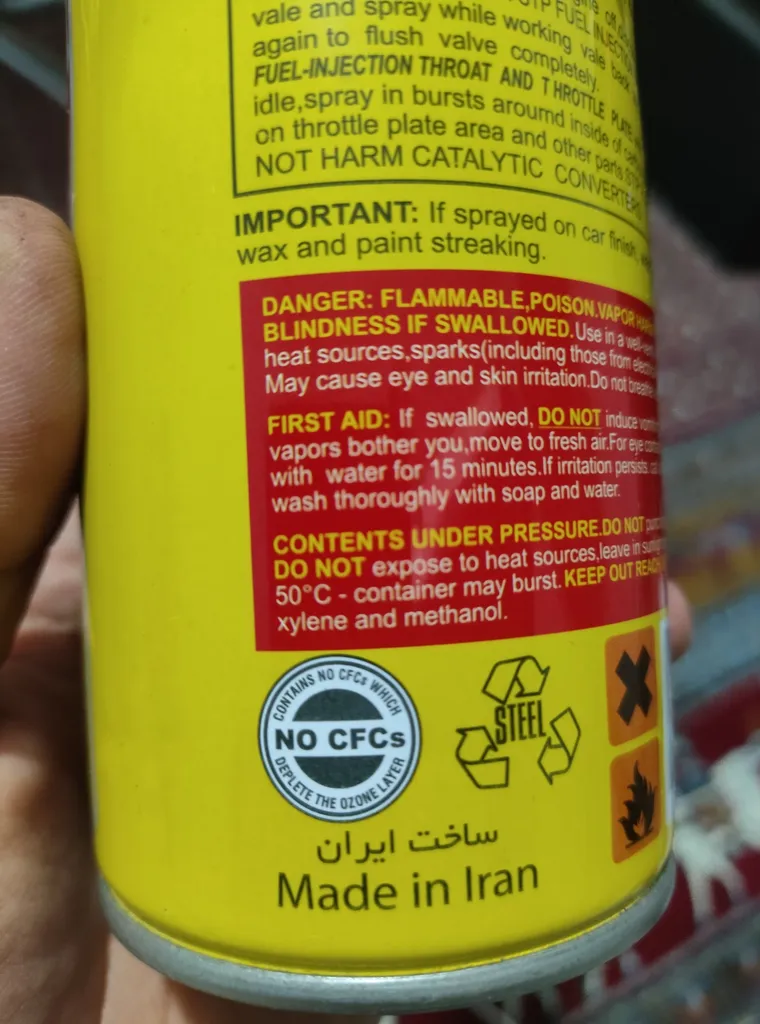 vale and spray while working vale back
again to flush valve completely.
FUEL-INJECTION THROAT AND THROTTLE PLATE
idle,spray in bursts arournd inside of
on throttle plate area and other parts.STP
NOT HARM CATALYTIC CONVERTERS
IMPORTANT: If sprayed on car finish,
wax and paint streaking.
DANGER: FLAMMABLE,POISON.VAPOR
BLINDNESS IF SWALLOWED.Use in a
heat sources,sparks(including those from
May cause eye and skin irritation.Do not breathe
FIRST AID: If swallowed, DO NOT induce
vapors bother you,move to fresh air.For eye
with water for 15 minutes.If irritation persists,
wash thoroughly with soap and water.
CONTENTS UNDER PRESSURE.DO NOT
DO NOT expose to heat sources,leave in
50°C - container may burst. KEEP OUT REACH
xylene and methanol.
CONTAINS NO CFCs WHICH
NO CFCs
DEPLETE THE OZONE LAYER
STEEL
ساخت ایران
Made in Iran